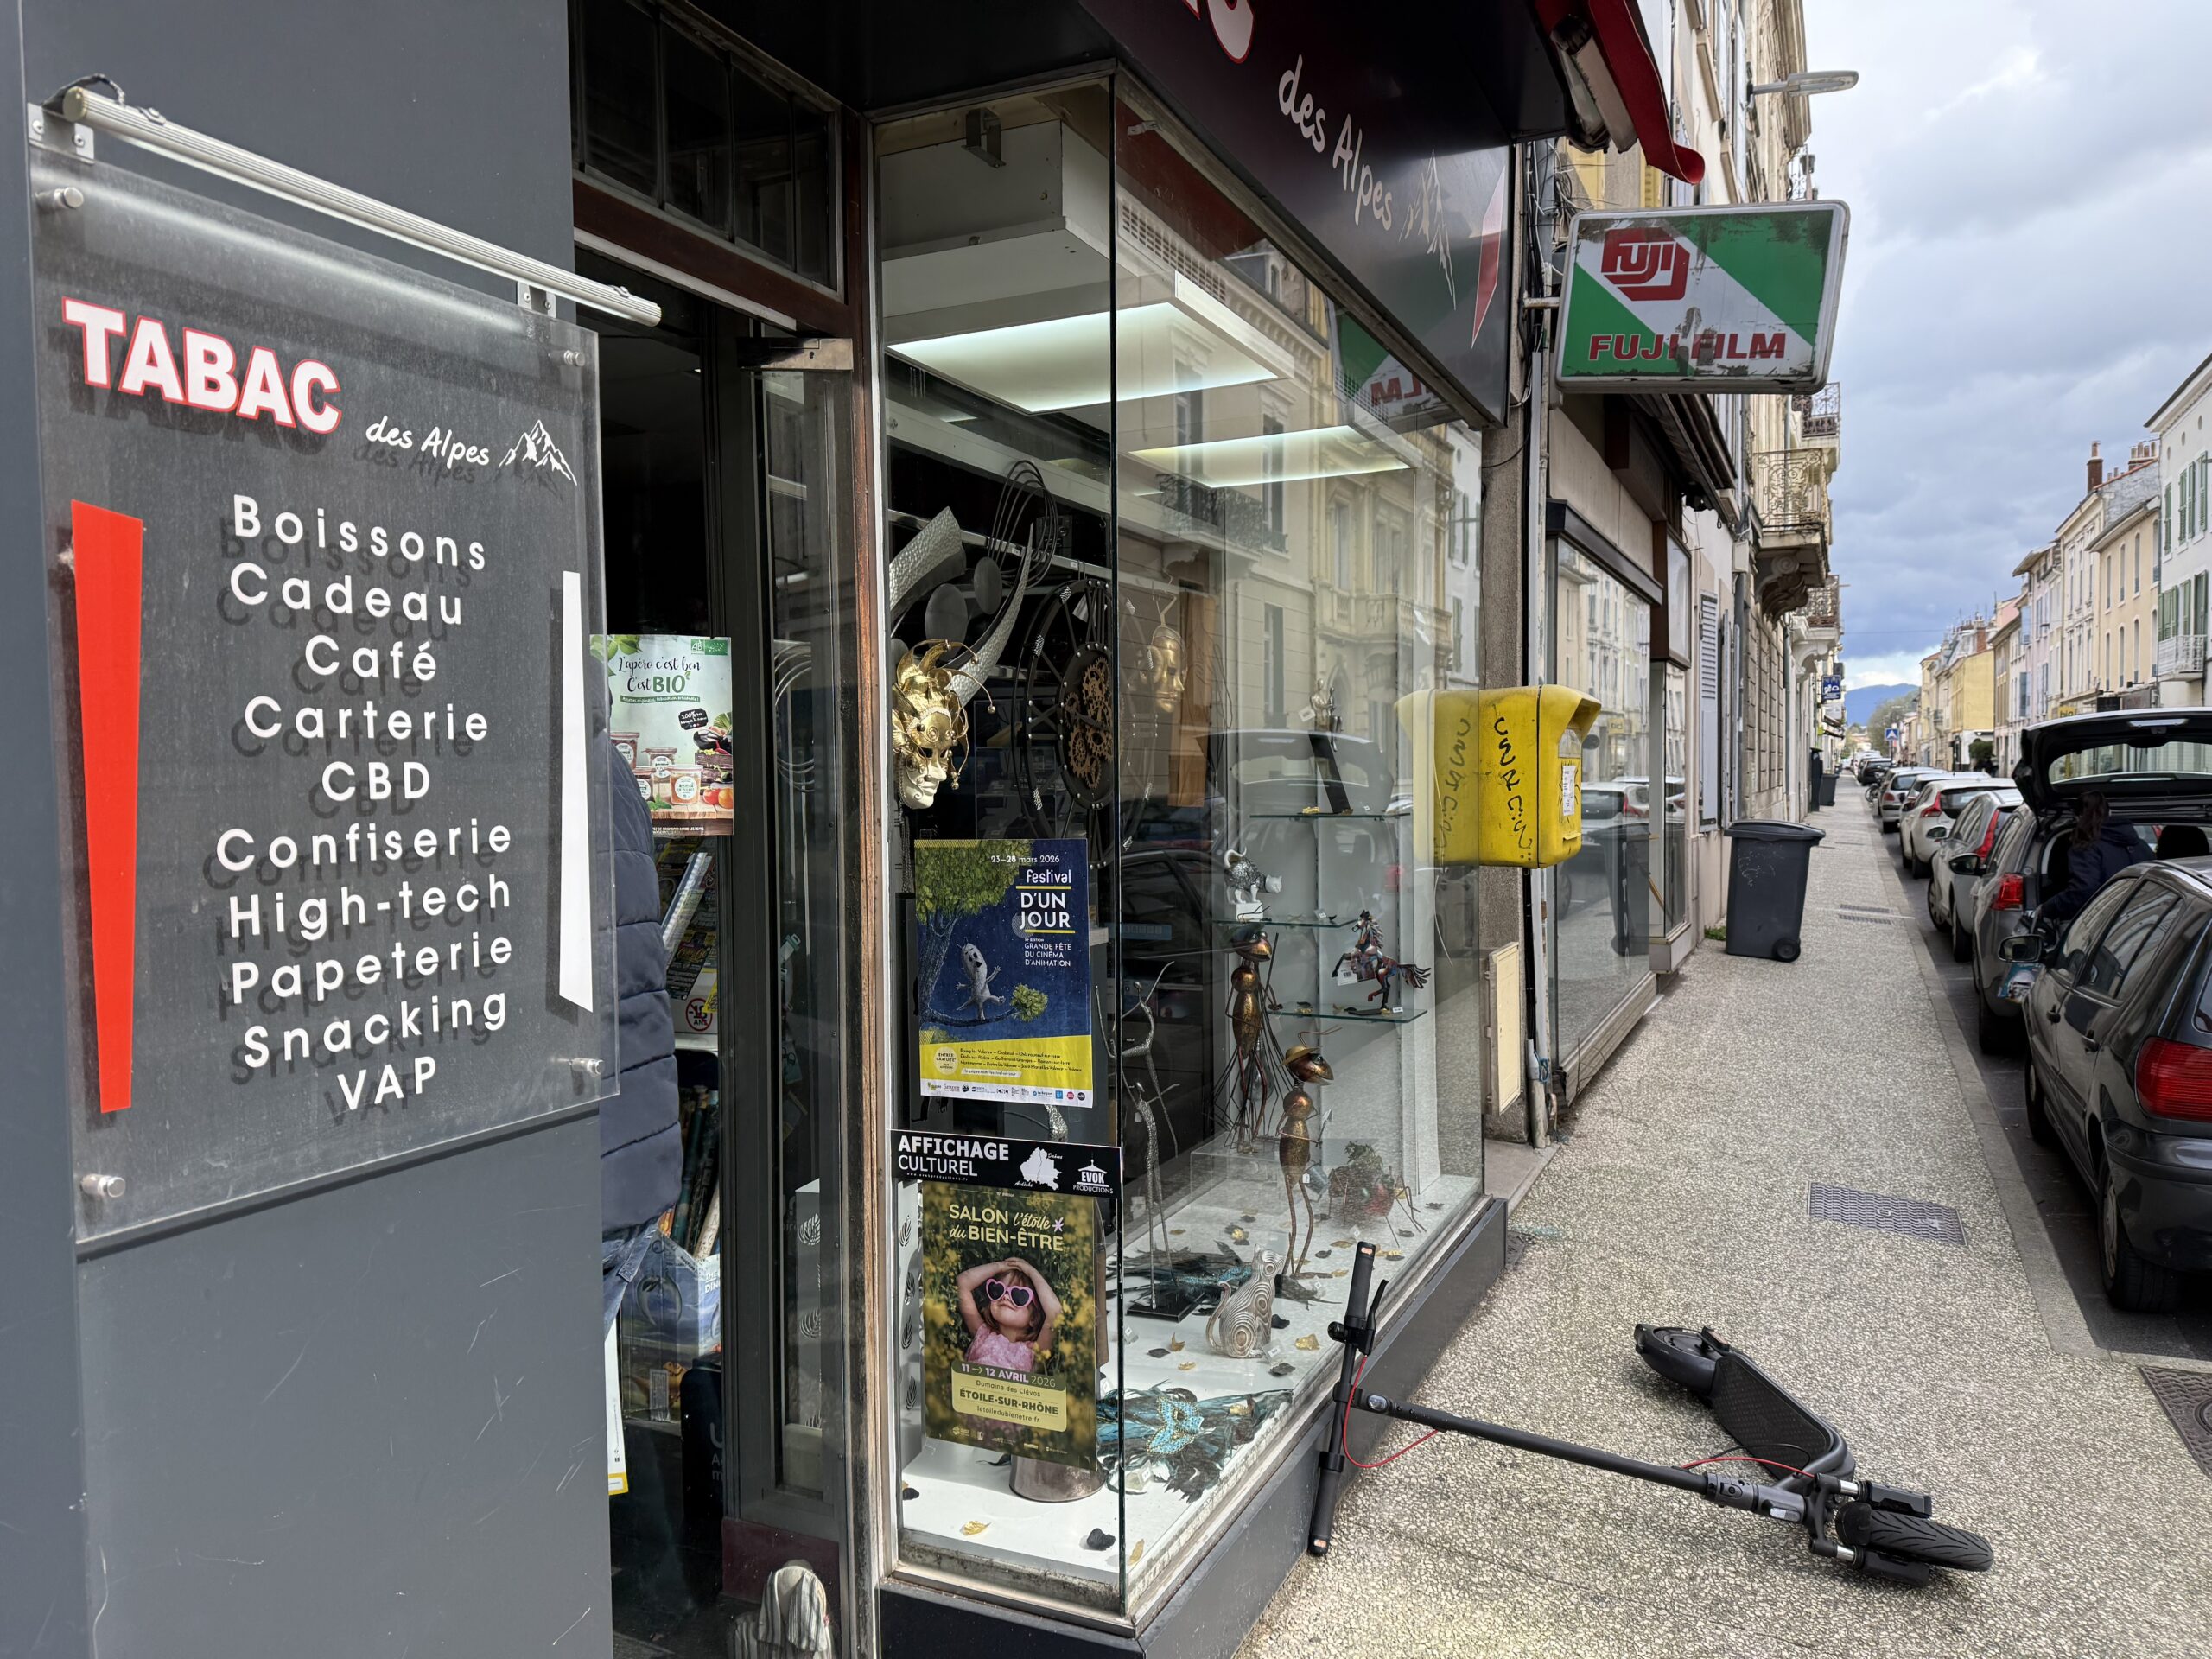 TABAC
des Alpes
Boissons
Cadeau
Café
Carterie
CBD
Confiserie
High-tech
Papeterie
Snacking
VAP
des Alpes
FUJI
FUJIFILM
L'apéro c'est bon
C'est BIO
23–28 mars 2026
festival
D'UN
JOUR
GRANDE FÊTE
DU CINÉMA
D'ANIMATION
AFFICHAGE
CULTUREL
Drôme
Ardèche
EVOK
PRODUCTIONS
SALON l'étoile
du BIEN-ÊTRE
11 → 12 AVRIL 2026
Domaine des Clévos
ÉTOILE-SUR-RHÔNE
letoiledubienetre.fr